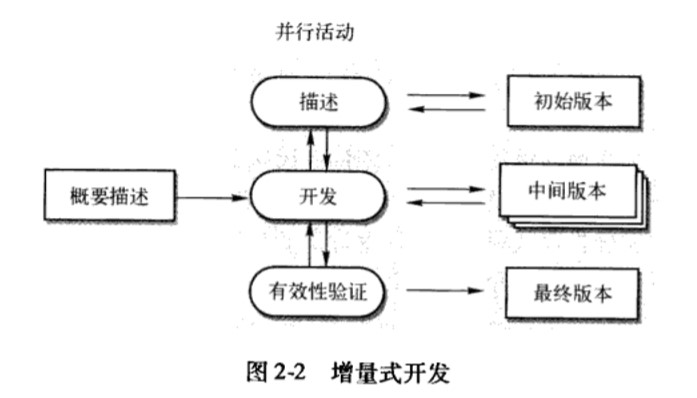 并行活动
描述
初始版本
概要描述
开发
中间版本
有效性验证
最终版本
图2-2 增量式开发